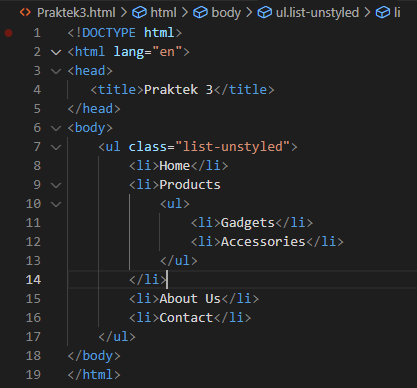 Praktek3.html > html > body > ul.list-unstyled > li
1 <!DOCTYPE html>
2 <html lang="en">
3 <head>
4     <title>Praktek 3</title>
5 </head>
6 <body>
7     <ul class="list-unstyled">
8         <li>Home</li>
9         <li>Products
10             <ul>
11                 <li>Gadgets</li>
12                 <li>Accessories</li>
13             </ul>
14         </li>
15         <li>About Us</li>
16         <li>Contact</li>
17     </ul>
18 </body>
19 </html>